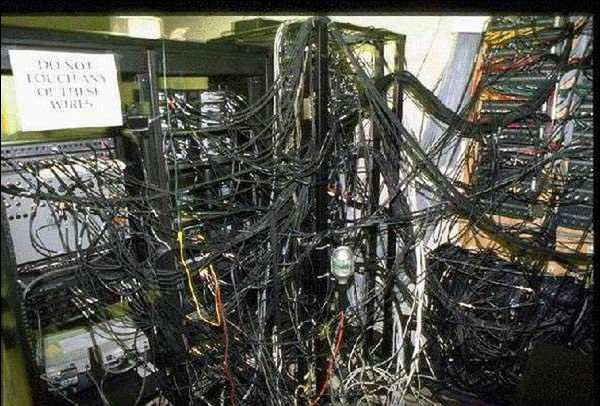 DO NOT
TOUCH ANY
OF THESE
WIRES